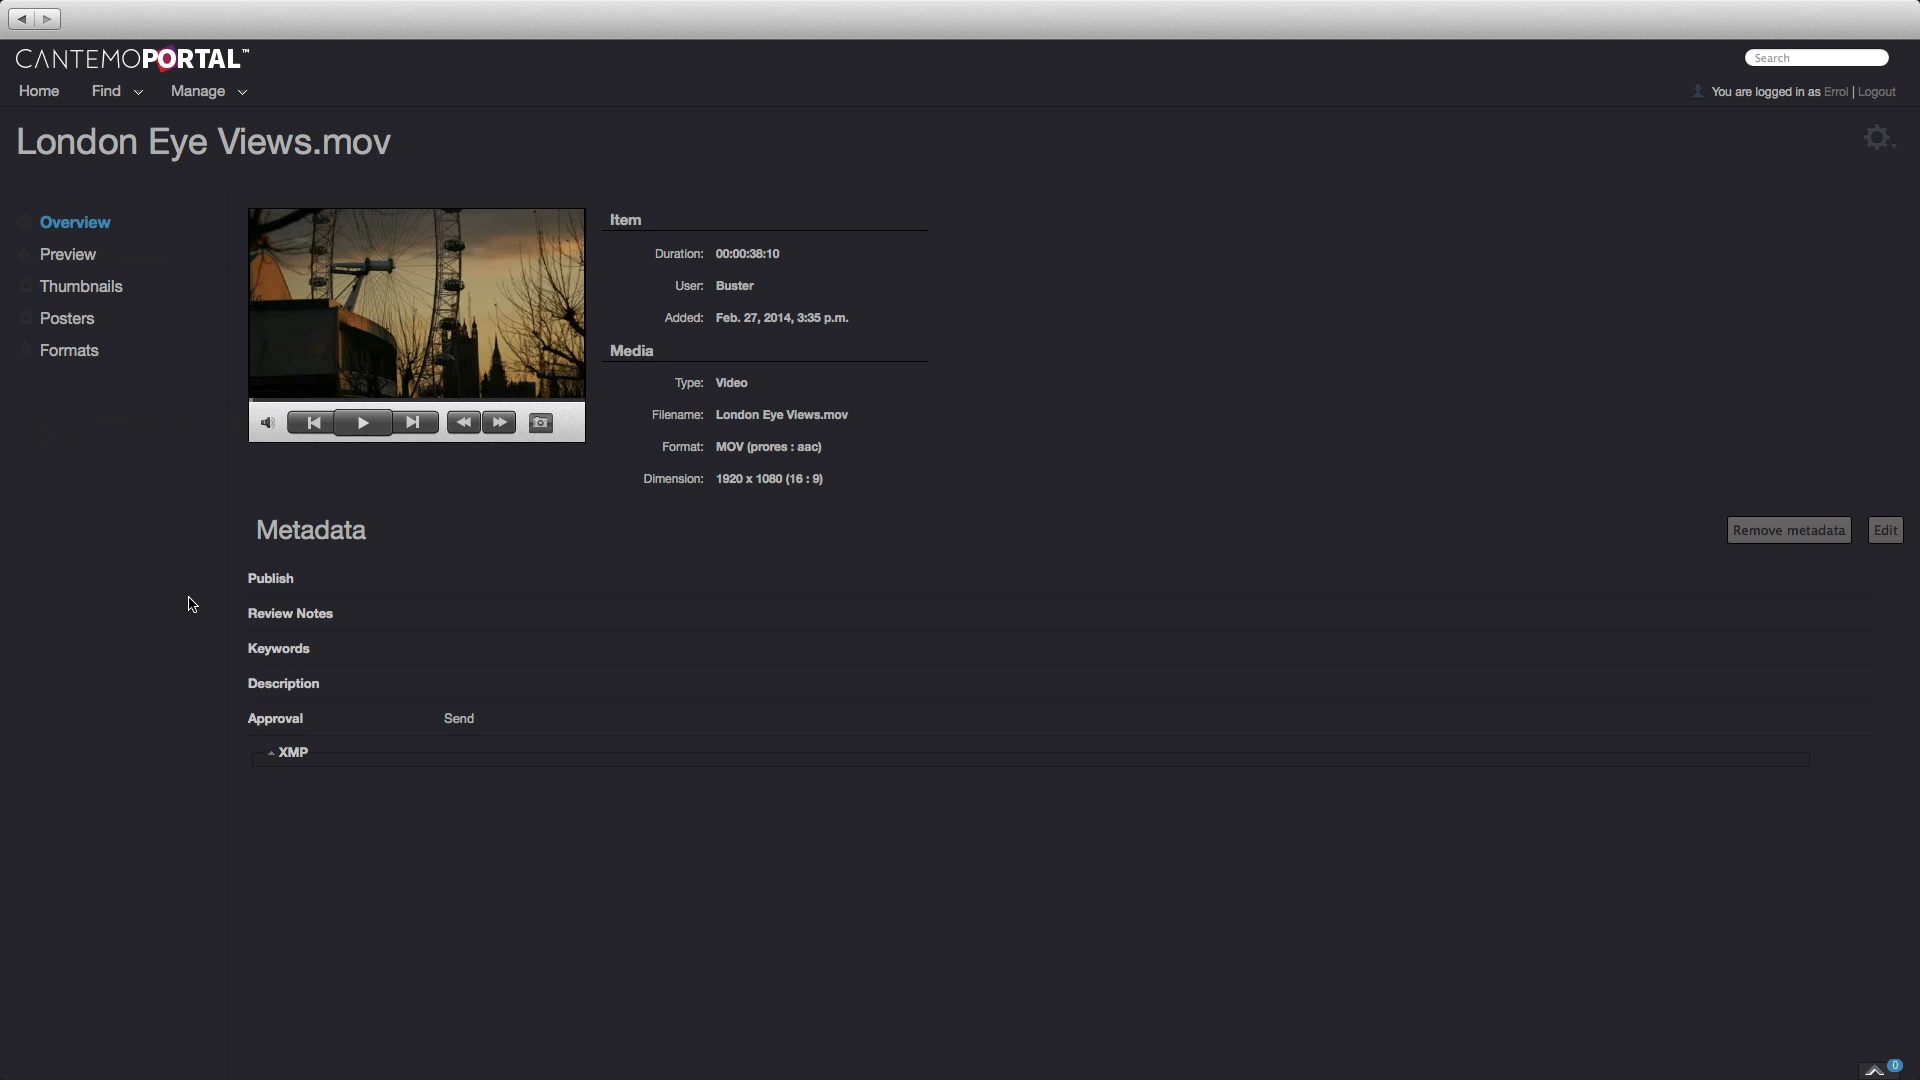 CANTEMOPORTAL™
Search
Home Find Manage
You are logged in as Errol | Logout
London Eye Views.mov
Overview
Preview
Thumbnails
Posters
Formats
Item
Duration: 00:00:38:10
User: Buster
Added: Feb. 27, 2014, 3:35 p.m.
Media
Type: Video
Filename: London Eye Views.mov
Format: MOV (prores : aac)
Dimension: 1920 x 1080 (16 : 9)
Metadata
Remove metadata Edit
Publish
Review Notes
Keywords
Description
Approval Send
XMP
0